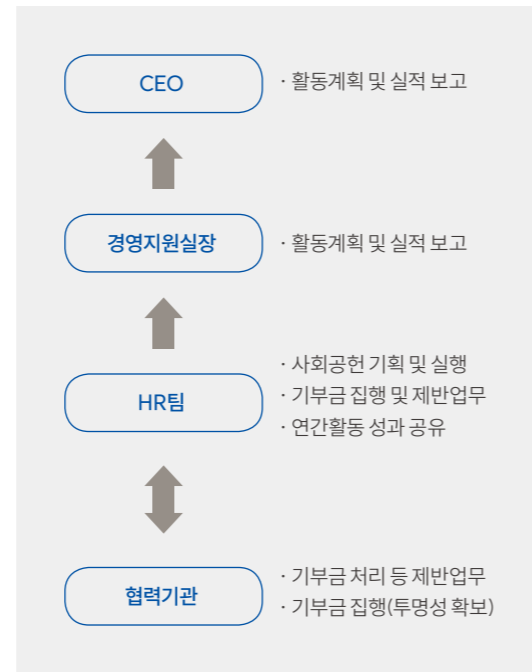 CEO
· 활동계획 및 실적 보고
경영지원실장
· 활동계획 및 실적 보고
HR팀
· 사회공헌 기획 및 실행
· 기부금 집행 및 제반업무
· 연간활동 성과 공유
협력기관
· 기부금 처리 등 제반업무
· 기부금 집행(투명성 확보)